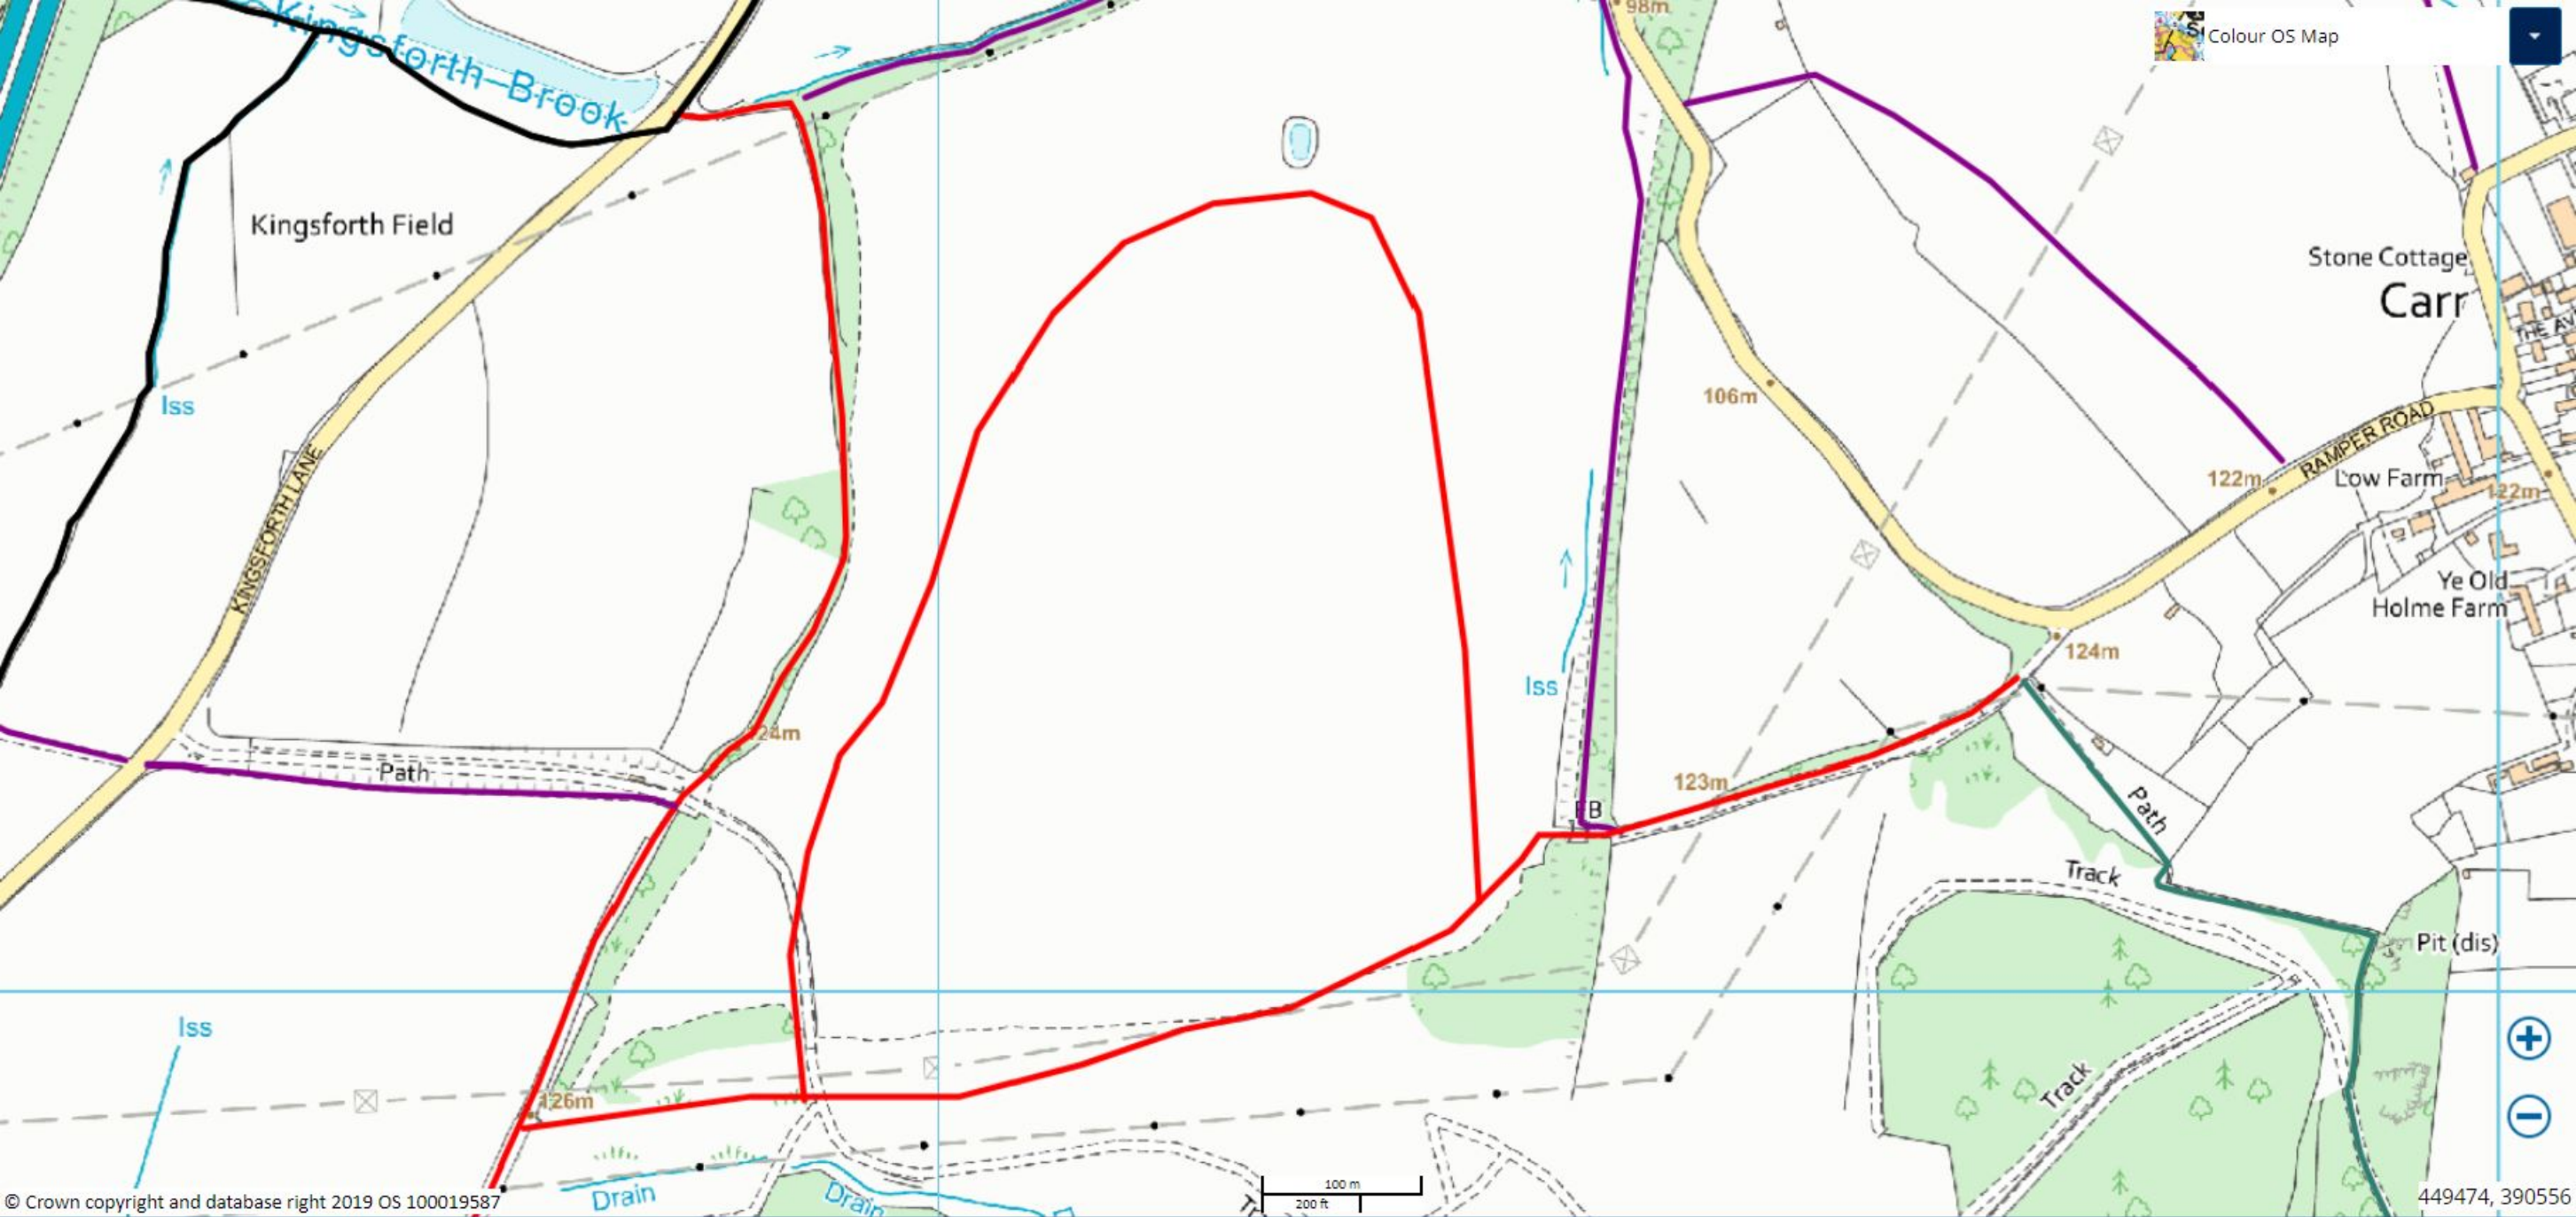 98m
Colour OS Map
Kingsforth Brook
Kingsforth Field
Stone Cottage
Carr
THE AV
106m
Iss
RAMPER ROAD
122m
Low Farm
122m
KINGSFORTH LANE
Ye Old
Holme Farm
124m
Iss
24m
Path
123m
FB
Path
Track
Pit (dis)
Iss
126m
Track
Drain
Drain
100 m
200 ft
© Crown copyright and database right 2019 OS 100019587
449474, 390556